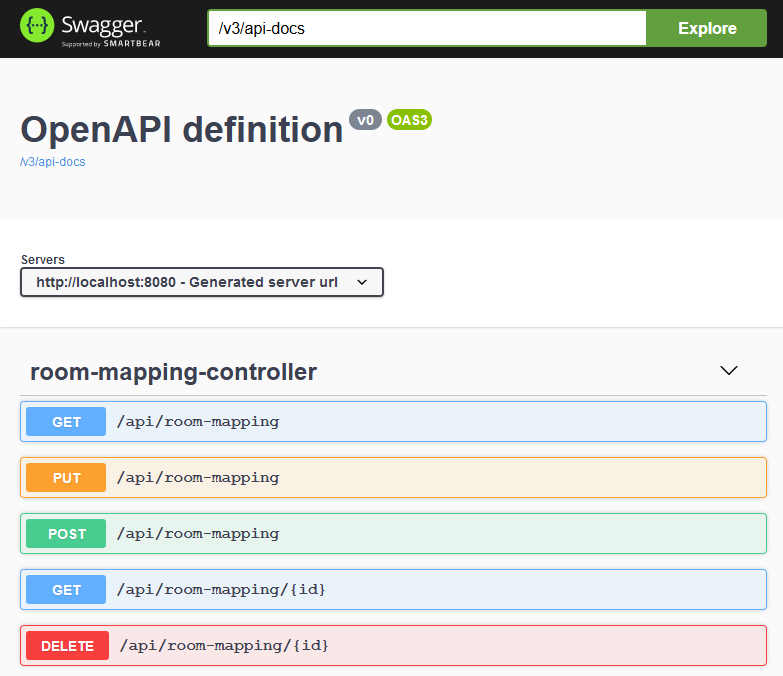 Swagger
Supported by SMARTBEAR
/v3/api-docs
Explore
OpenAPI definition v0 OAS3
/v3/api-docs
Servers
http://localhost:8080 - Generated server url
room-mapping-controller
GET /api/room-mapping
PUT /api/room-mapping
POST /api/room-mapping
GET /api/room-mapping/{id}
DELETE /api/room-mapping/{id}